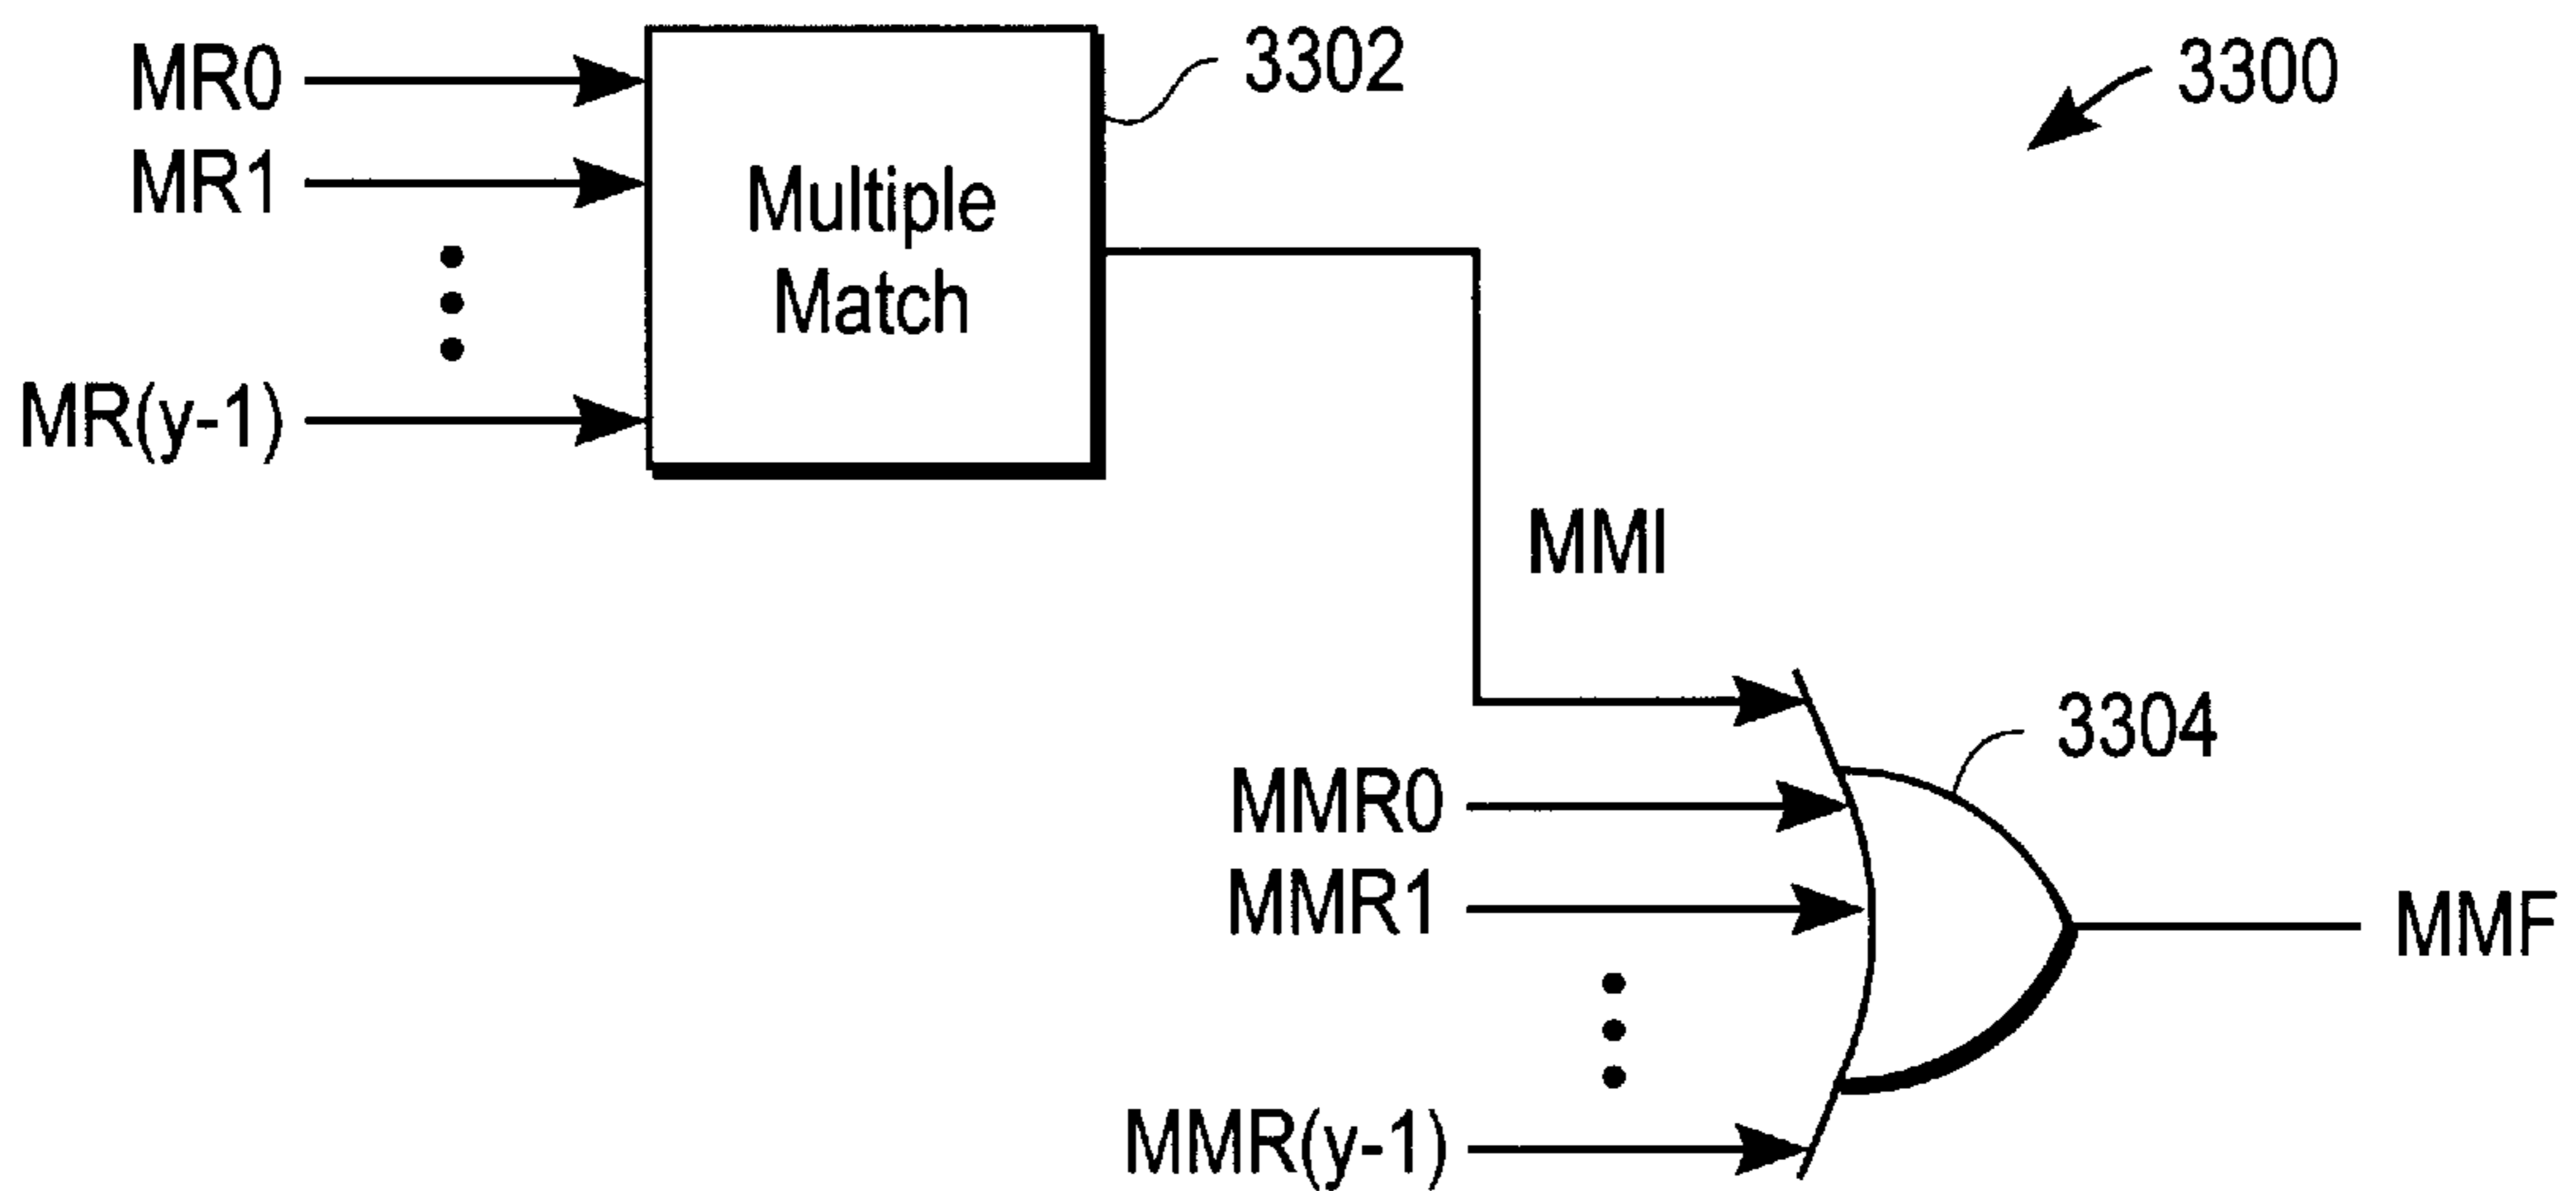 MR0
3302
3300
MR1
Multiple
Match
MR(y-1)
MMI
3304
MMR0
MMR1
MMF
MMR(y-1)